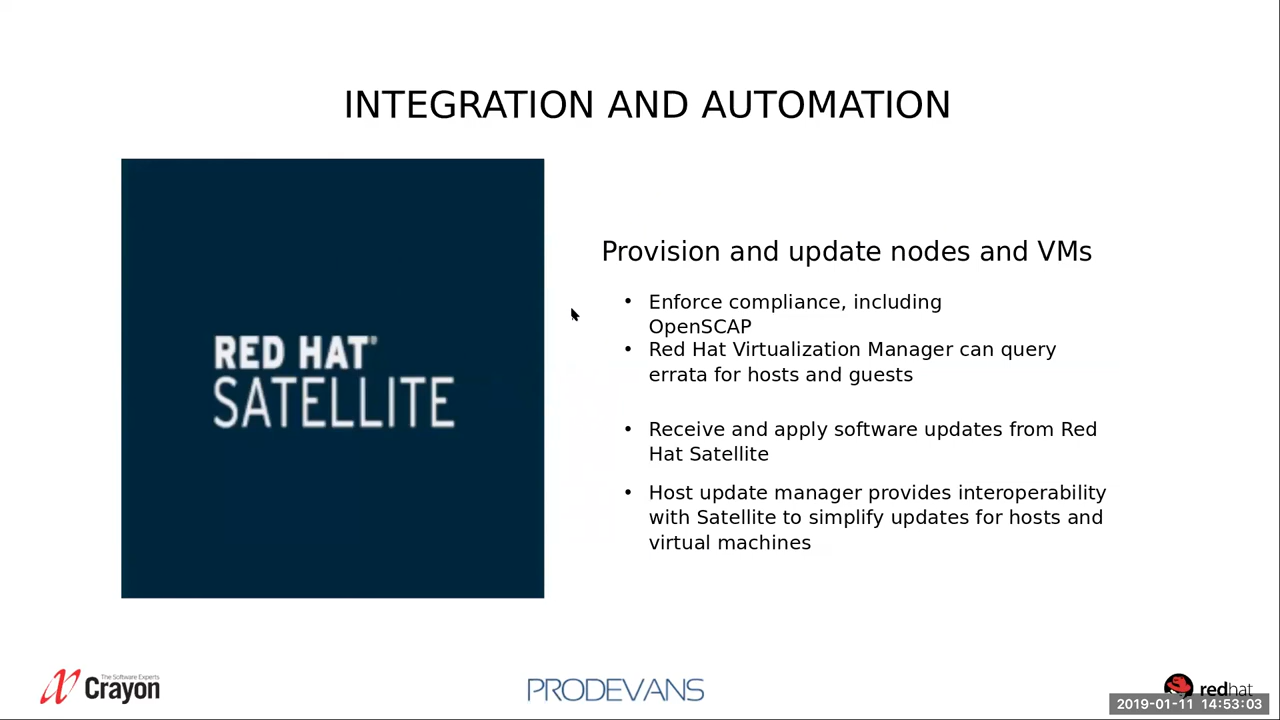 INTEGRATION AND AUTOMATION
RED HAT®
SATELLITE
Provision and update nodes and VMs
• Enforce compliance, including
OpenSCAP
• Red Hat Virtualization Manager can query
errata for hosts and guests
• Receive and apply software updates from Red
Hat Satellite
• Host update manager provides interoperability
with Satellite to simplify updates for hosts and
virtual machines
The Software Experts
Crayon
PRODEVANS
redhat
2019-01-11 14:53:03